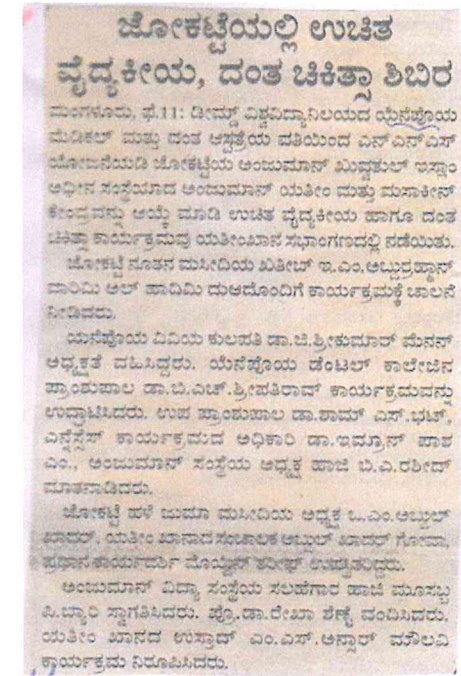 ಜೋಕಟ್ಟೆಯಲ್ಲಿ ಉಚಿತ
ವೈದ್ಯಕೀಯ, ದಂತ ಚಿಕಿತ್ಸಾ ಶಿಬಿರ
ಮಂಗಳೂರು, ಫೆ.11: ಡೀಮ್ಡ್ ವಿಶ್ವವಿದ್ಯಾನಿಲಯದ ಯೆನೆಪೊಯ
ಮೆಡಿಕಲ್ ಮತ್ತು ದಂತ ಆಸ್ಪತ್ರೆಯ ವತಿಯಿಂದ ಎನ್‌ಎಸ್‌ಎಸ್
ಯೋಜನೆಯಡಿ ಜೋಕಟ್ಟೆಯ ಅಂಜುಮಾನ್ ಖುವ್ವತುಲ್ ಇಸ್ಲಾಂ
ಅಧೀನ ಸಂಸ್ಥೆಯಾದ ಅಂಜುಮಾನ್ ಯತೀಂ ಮತ್ತು ಮಸಾಕೀನ್
ಕೇಂದ್ರವನ್ನು ಆಯ್ಕೆ ಮಾಡಿ ಉಚಿತ ವೈದ್ಯಕೀಯ ಹಾಗೂ ದಂತ
ಚಿಕಿತ್ಸಾ ಕಾರ್ಯಕ್ರಮವು ಯತೀಂಖಾನ ಸಭಾಂಗಣದಲ್ಲಿ ನಡೆಯಿತು.
ಜೋಕಟ್ಟೆ ನೂತನ ಮಸೀದಿಯ ಖತೀಬ್ ಇ.ಎಂ.ಅಬ್ದುರ್ರಹ್ಮಾನ್
ದಾರಿಮಿ ಅಲ್ ಹಾದಿಮಿ ದುಆದೊಂದಿಗೆ ಕಾರ್ಯಕ್ರಮಕ್ಕೆ ಚಾಲನೆ
ನೀಡಿದರು.
ಯೆನೆಪೊಯ ವಿವಿಯ ಕುಲಪತಿ ಡಾ.ಜಿ.ಶ್ರೀಕುಮಾರ್ ಮೆನನ್
ಅಧ್ಯಕ್ಷತೆ ವಹಿಸಿದ್ದರು. ಯೆನೆಪೊಯ ಡೆಂಟಲ್ ಕಾಲೇಜಿನ
ಪ್ರಾಂಶುಪಾಲ ಡಾ.ಬಿ.ಎಚ್.ಶ್ರೀಪತಿರಾವ್ ಕಾರ್ಯಕ್ರಮವನ್ನು
ಉದ್ಘಾಟಿಸಿದರು. ಉಪ ಪ್ರಾಂಶುಪಾಲ ಡಾ.ಶಾಮ್ ಎಸ್.ಭಟ್,
ಎನ್ನೆಸ್ಸೆಸ್ ಕಾರ್ಯಕ್ರಮದ ಅಧಿಕಾರಿ ಡಾ.ಇಮ್ರಾನ್ ಪಾಶ
ಎಂ., ಅಂಜುಮಾನ್ ಸಂಸ್ಥೆಯ ಅಧ್ಯಕ್ಷ ಹಾಜಿ ಬಿ.ಎ.ರಶೀದ್
ಮಾತನಾಡಿದರು.
ಜೋಕಟ್ಟೆ ಹಳೆ ಜುಮಾ ಮಸೀದಿಯ ಅಧ್ಯಕ್ಷ ಒ.ಎಂ.ಅಬ್ದುಲ್
ಖಾದರ್, ಯತೀಂ ಖಾನಾದ ಸಂಚಾಲಕ ಅಬ್ದುಲ್ ಖಾದರ್ ಗೋವಾ,
ಪ್ರಧಾನ ಕಾರ್ಯದರ್ಶಿ ಮೊಯ್ದಿನ್ ಶರೀಫ್ ಉಪಸ್ಥಿತರಿದ್ದರು.
ಅಂಜುಮಾನ್ ವಿದ್ಯಾ ಸಂಸ್ಥೆಯ ಸಲಹೆಗಾರ ಹಾಜಿ ಮೂಸಬ್ಬ
ಪಿ.ಬ್ಯಾರಿ ಸ್ವಾಗತಿಸಿದರು. ಪ್ರೊ.ಡಾ.ರೇಖಾ ಶೆಣೈ ವಂದಿಸಿದರು.
ಯತೀಂ ಖಾನದ ಉಸ್ತಾದ್ ಎಂ.ಎಸ್.ಅನ್ಸಾರ್ ಮೌಲವಿ
ಕಾರ್ಯಕ್ರಮ ನಿರೂಪಿಸಿದರು.